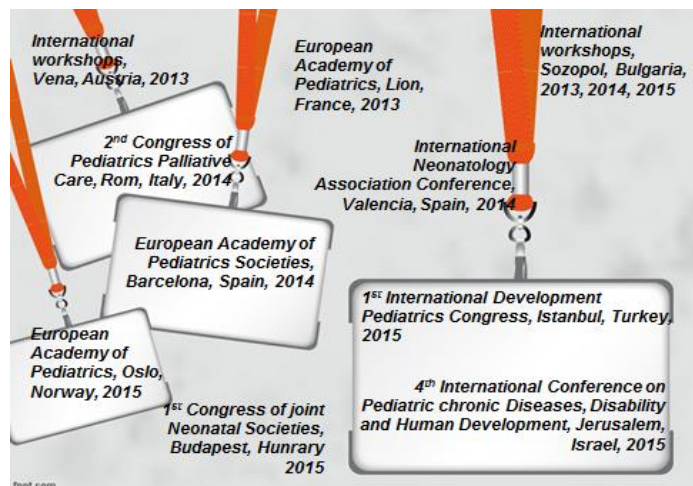 International
workshops,
Vena, Austria, 2013
European
Academy of
Pediatrics, Lion,
France, 2013
International
workshops,
Sozopol, Bulgaria,
2013, 2014, 2015
2nd Congress of
Pediatrics Palliative
Care, Rom, Italy, 2014
International
Neonatology
Association Conference,
Valencia, Spain, 2014
European Academy of
Pediatrics Societies,
Barcelona, Spain, 2014
1st International Development
Pediatrics Congress, Istanbul, Turkey,
2015
European
Academy of
Pediatrics, Oslo,
Norway, 2015
4th International Conference on
Pediatric chronic Diseases, Disability
and Human Development, Jerusalem,
Israel, 2015
1st Congress of joint
Neonatal Societies,
Budapest, Hunrary
2015